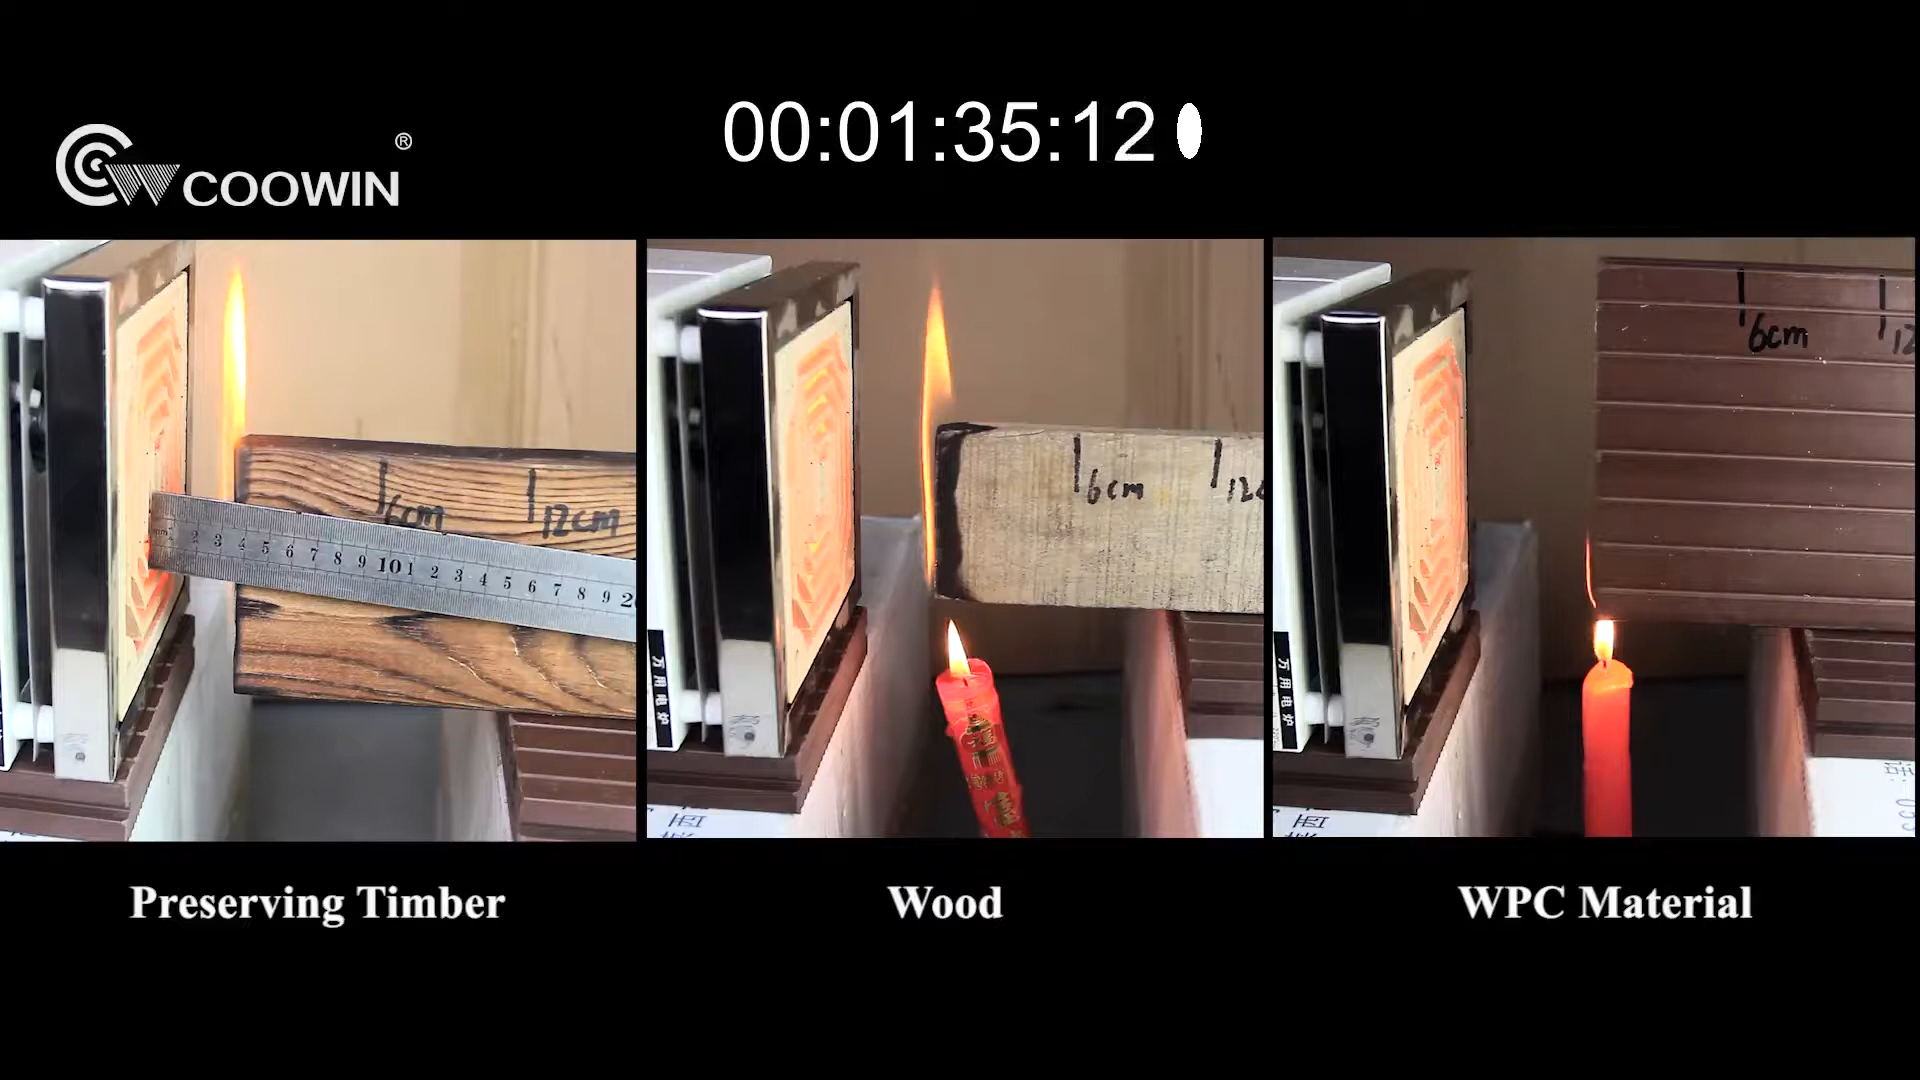 00:01:35:12
COOWIN®
6cm
12cm
2 3 4 5 6 7 8 9 10 1 2 3 4 5 6 7 8 9
6cm
6cm
12
万用电炉
万用电炉
Preserving Timber
Wood
WPC Material